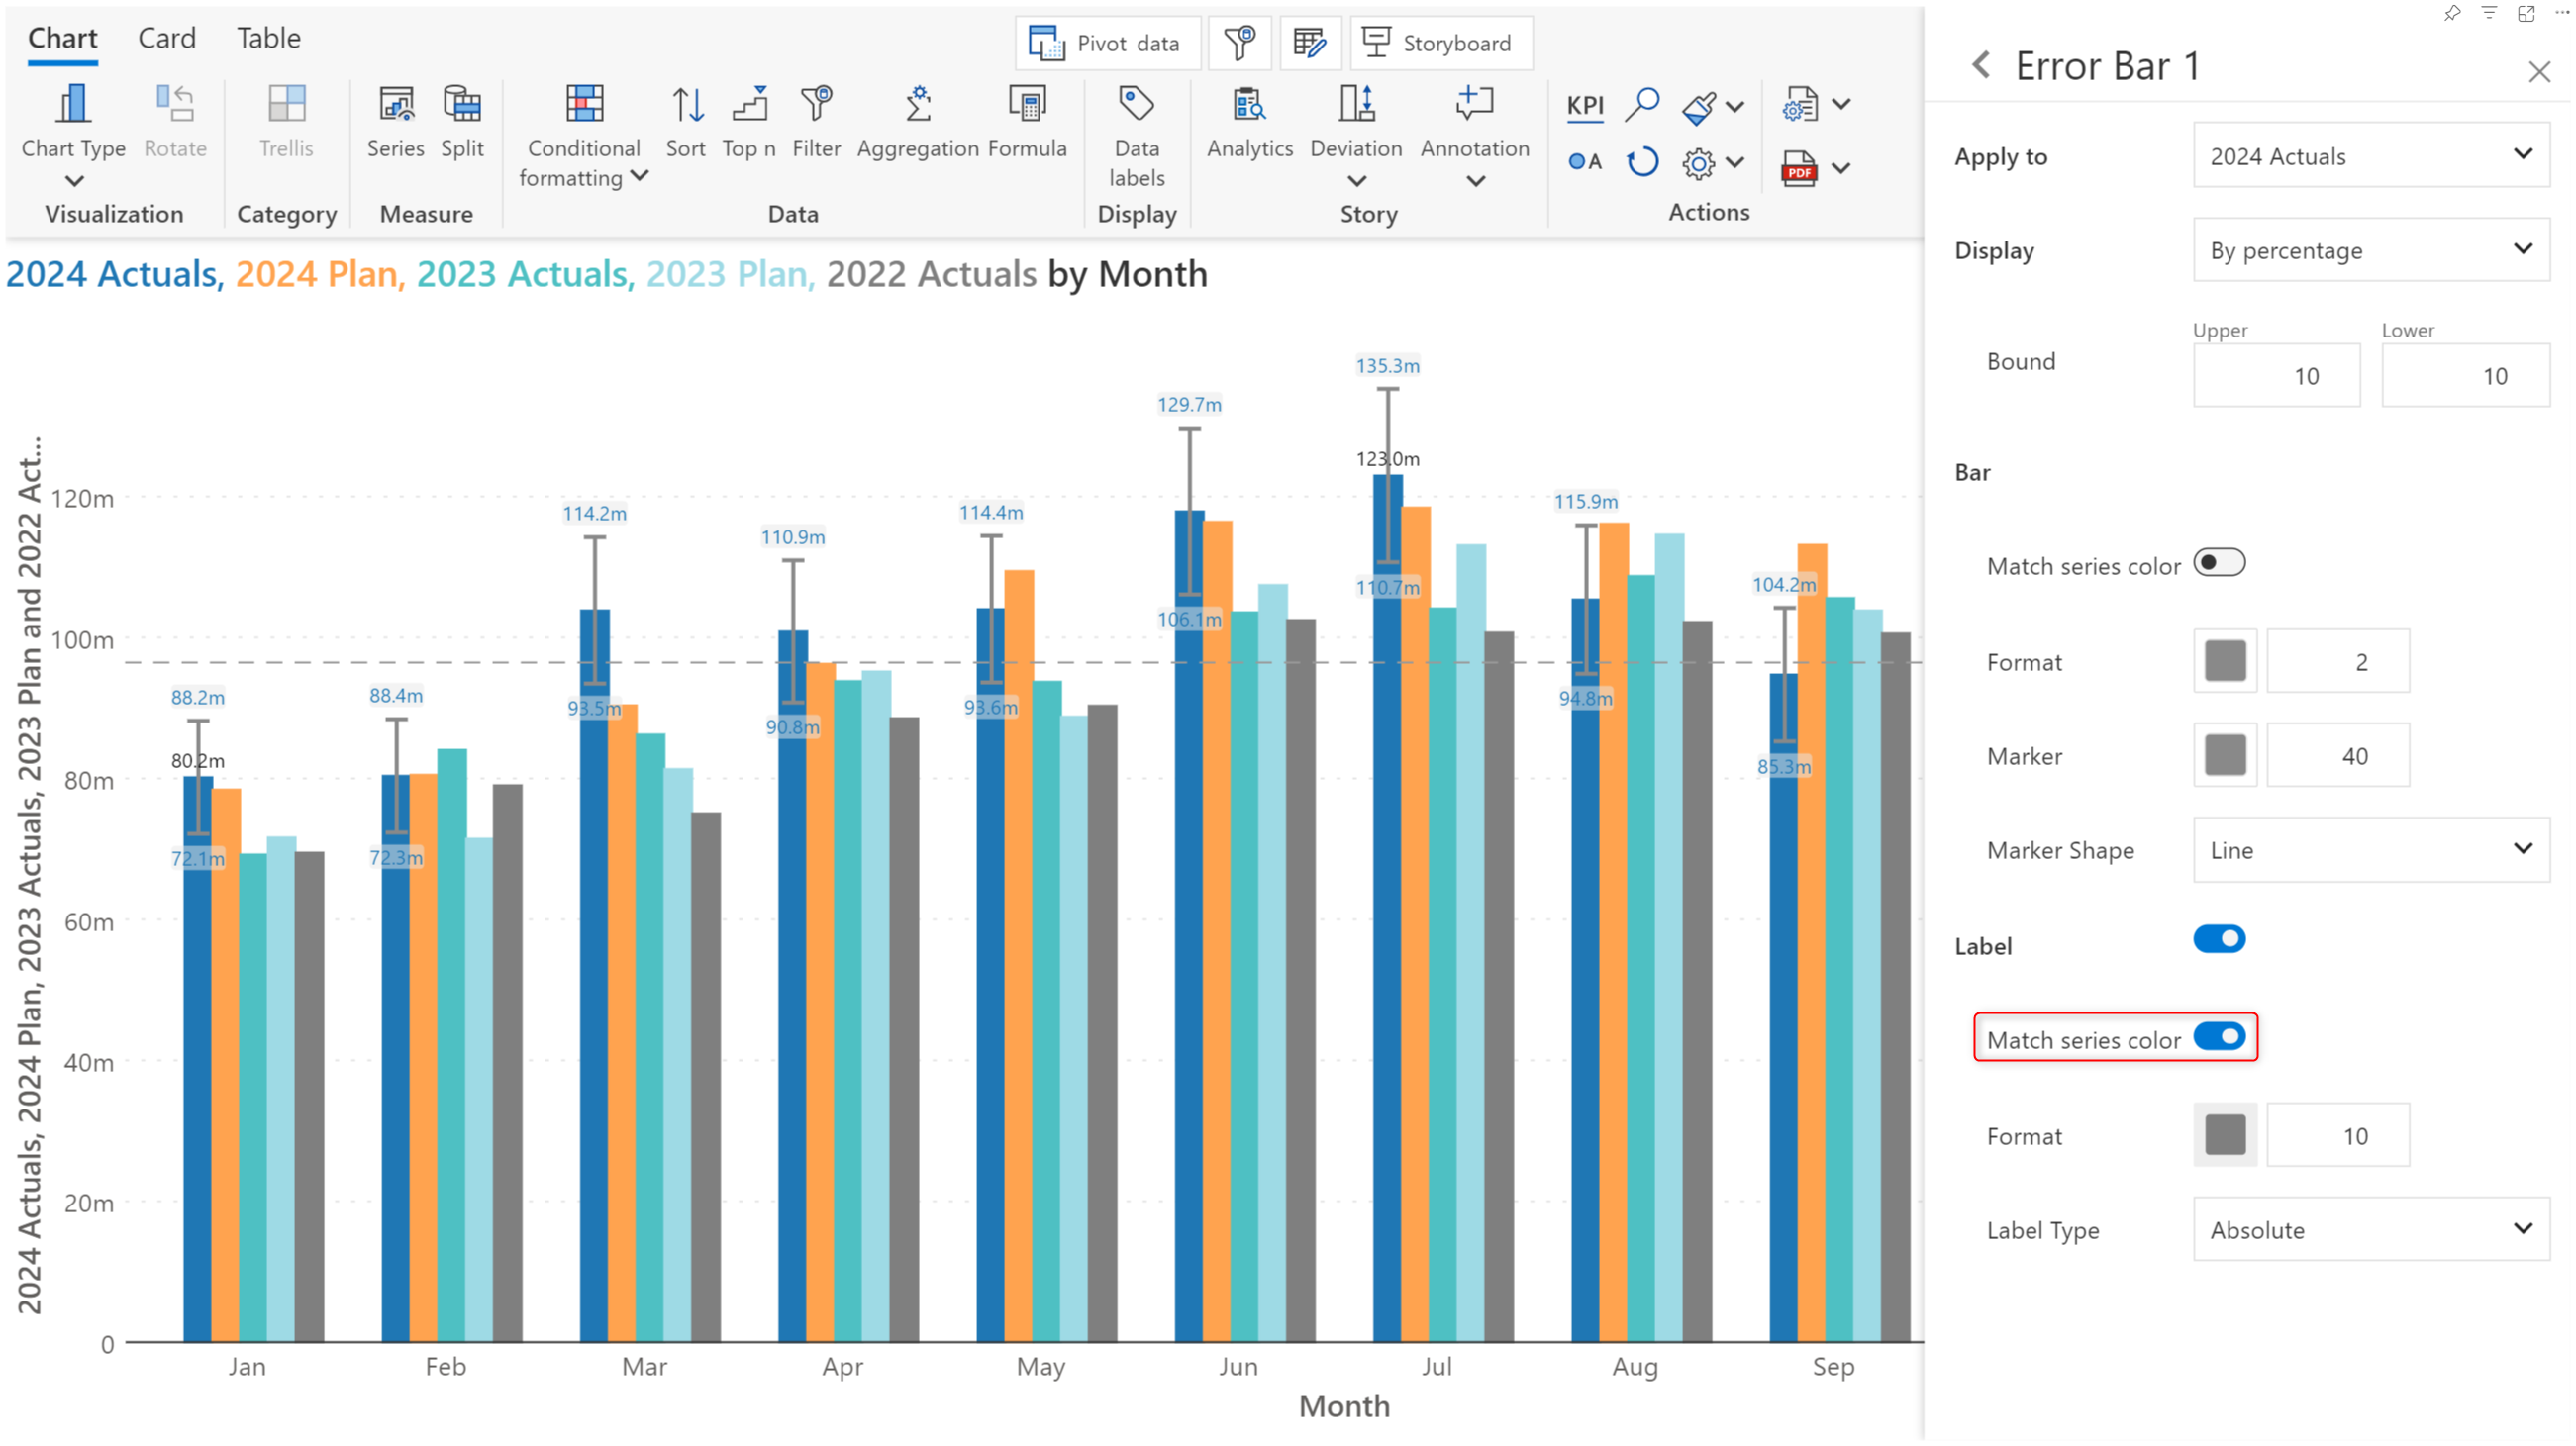 Chart Card Table
Pivot data
Storyboard
Chart Type
Rotate
Trellis
Series
Split
Conditional
formatting
Sort
Top n
Filter
Aggregation
Formula
Data
labels
Analytics
Deviation
Annotation
KPI
A
PDF
Visualization
Category
Measure
Data
Display
Story
Actions
2024 Actuals, 2024 Plan, 2023 Actuals, 2023 Plan, 2022 Actuals by Month
2024 Actuals, 2024 Plan, 2023 Actuals, 2023 Plan and 2022 Act...
120m
100m
80m
60m
40m
20m
0
88.2m
80.2m
72.1m
88.4m
72.3m
114.2m
93.5m
110.9m
90.8m
114.4m
93.6m
129.7m
106.1m
135.3m
123.0m
110.7m
115.9m
94.8m
104.2m
85.3m
Jan Feb Mar Apr May Jun Jul Aug Sep
Month
Error Bar 1
Apply to
2024 Actuals
Display
By percentage
Upper
Lower
Bound
10
10
Bar
Match series color
Format
2
Marker
40
Marker Shape
Line
Label
Match series color
Format
10
Label Type
Absolute